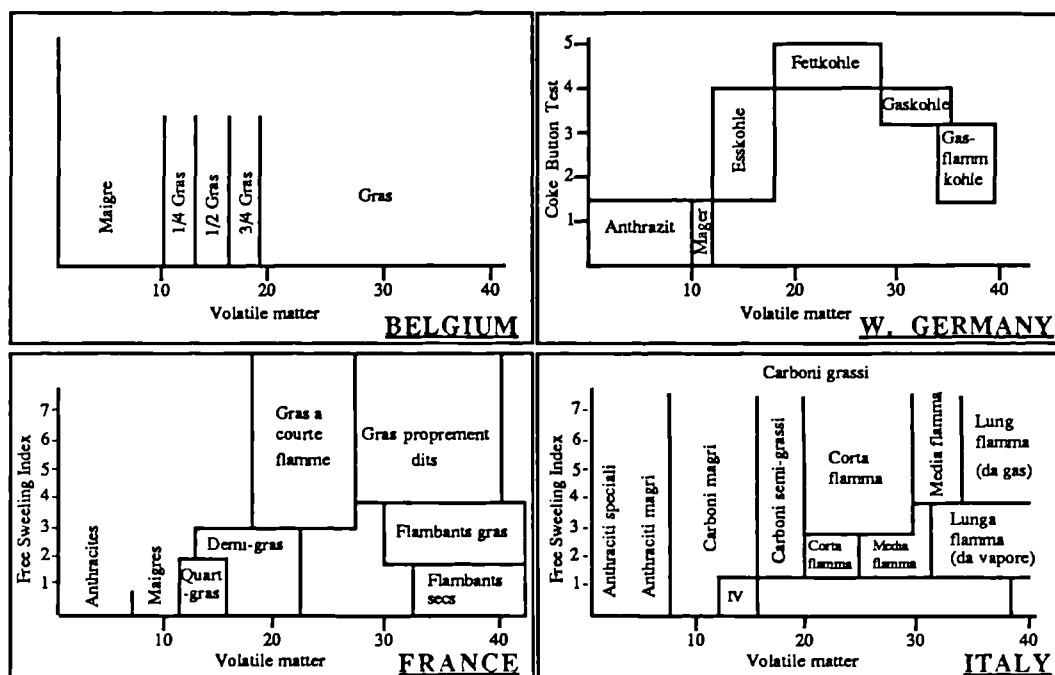 Maigre
1/4 Gras
1/2 Gras
3/4 Gras
Gras
10
20
30
40
Volatile matter
BELGIUM
Coke Button Test
5
4
3
2
1
Fettkohle
Gaskohle
Gas-
flamm
kohle
Esskohle
Anthrazit
Mager
10
20
30
40
Volatile matter
W. GERMANY
Free Sweeling Index
7-
5-
4-
3
2
1
Anthracites
Maigres
Quart
-gras
Demi-gras
Gras a
courte
flamme
Gras proprement
dits
Flambants gras
Flambants
secs
10
20
30
40
Volatile matter
FRANCE
Carboni grassi
Free Sweeling Index
7-
5-
4-
3-
2-
1-
Anthraciti speciali
Anthraciti magri
Carboni magri
Carboni semi-grassi
Corta
flamma
Media flamma
Lung
flamma
(da gas)
Corta
flamma
Media
flamma
Lunga
flamma
(da vapore)
IV
10
20
30
40
Volatile matter
ITALY